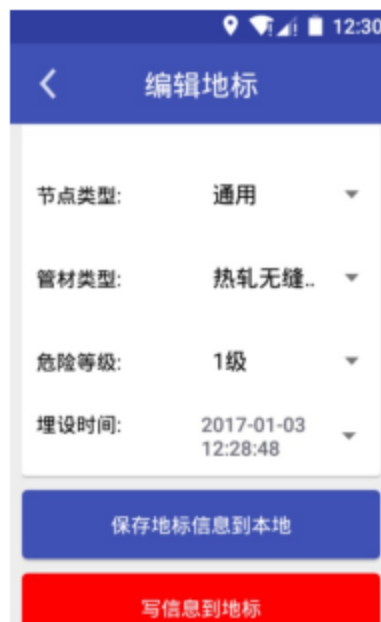 12:30
编辑地标
节点类型: 通用
管材类型: 热轧无缝..
危险等级: 1级
埋设时间: 2017-01-03
12:28:48
保存地标信息到本地
写信息到地标